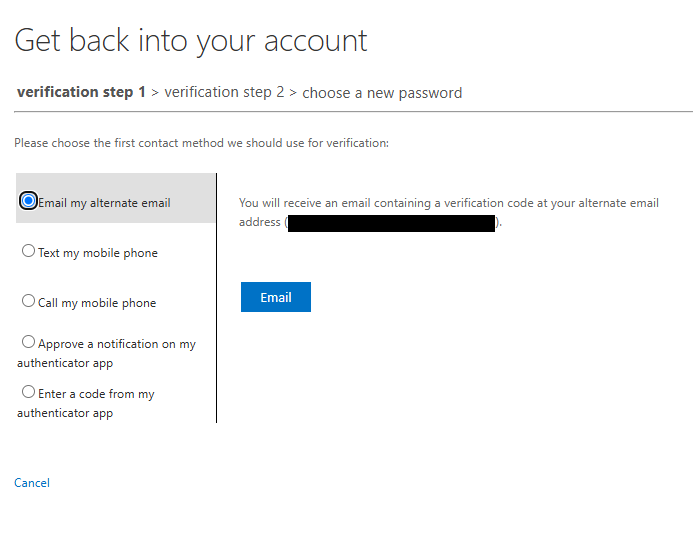 Get back into your account
verification step 1 > verification step 2 > choose a new password
Please choose the first contact method we should use for verification:
Email my alternate email
You will receive an email containing a verification code at your alternate email
address ( ).
Text my mobile phone
Call my mobile phone
Email
Approve a notification on my
authenticator app
Enter a code from my
authenticator app
Cancel